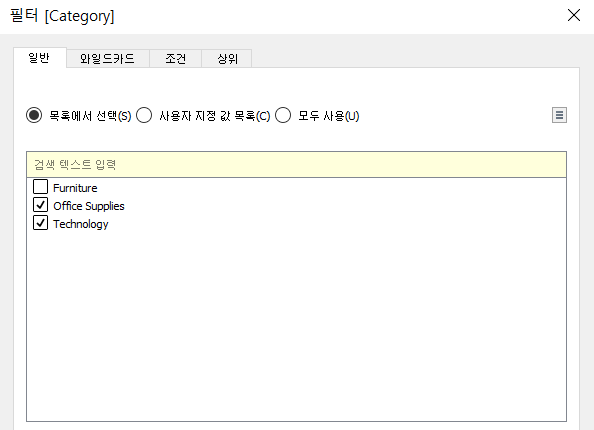 필터 [Category]
일반 와일드카드 조건 상위
목록에서 선택(S) 사용자 지정 값 목록(C) 모두 사용(U)
검색 텍스트 입력
Furniture
Office Supplies
Technology